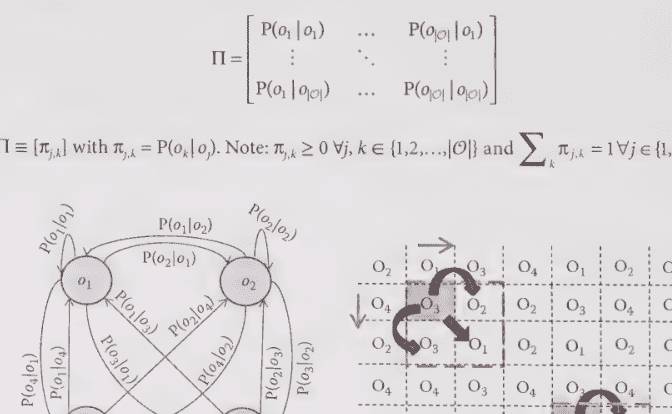 Π = [ P(o₁|o₁) ... P(o|𝒪||o₁)
⋮ ⋱ ⋮
P(o₁|o|𝒪|) ... P(o|𝒪||o|𝒪|) ]
Π ≡ [πj,k] with πj,k = P(ok|oj). Note: πj,k ≥ 0 ∀j, k ∈ {1,2,...,|𝒪|} and ∑k πj,k = 1 ∀j ∈ {1,
P(o₁|o₁) P(o₁|o₂) P(o₂|o₂)
P(o₂|o₁)
o₁ o₂
P(o₁|o₃) P(o₂|o₄)
P(o₄|o₁) P(o₁|o₄) P(o₃|o₁) P(o₄|o₂) P(o₂|o₃) P(o₃|o₂)
O₂ O₁ O₃ O₄ O₁ O₂
O₄ O₃ O₂ O₂ O₃ O₄
O₂ O₃ O₁ O₂ O₁ O₂
O₄ O₄ O₃ O₄